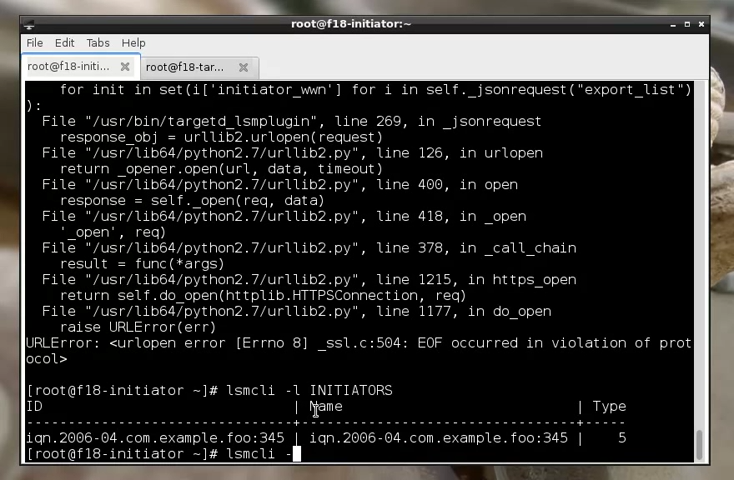 root@f18-initiator:~
File Edit Tabs Help
root@f18-initi... root@f18-tar...
for init in set(i['initiator_wwn'] for i in self._jsonrequest("export_list")
):
File "/usr/bin/targetd_lsmplugin", line 269, in _jsonrequest
response_obj = urllib2.urlopen(request)
File "/usr/lib64/python2.7/urllib2.py", line 126, in urlopen
return _opener.open(url, data, timeout)
File "/usr/lib64/python2.7/urllib2.py", line 400, in open
response = self._open(req, data)
File "/usr/lib64/python2.7/urllib2.py", line 418, in _open
'_open', req)
File "/usr/lib64/python2.7/urllib2.py", line 378, in _call_chain
result = func(*args)
File "/usr/lib64/python2.7/urllib2.py", line 1215, in https_open
return self.do_open(httplib.HTTPSConnection, req)
File "/usr/lib64/python2.7/urllib2.py", line 1177, in do_open
raise URLError(err)
URLError: <urlopen error [Errno 8] _ssl.c:504: EOF occurred in violation of prot
ocol>
[root@f18-initiator ~]# lsmcli -l INITIATORS
ID | Name | Type
--------------------------------+--------------------------------+-----
iqn.2006-04.com.example.foo:345 | iqn.2006-04.com.example.foo:345 | 5
[root@f18-initiator ~]# lsmcli -